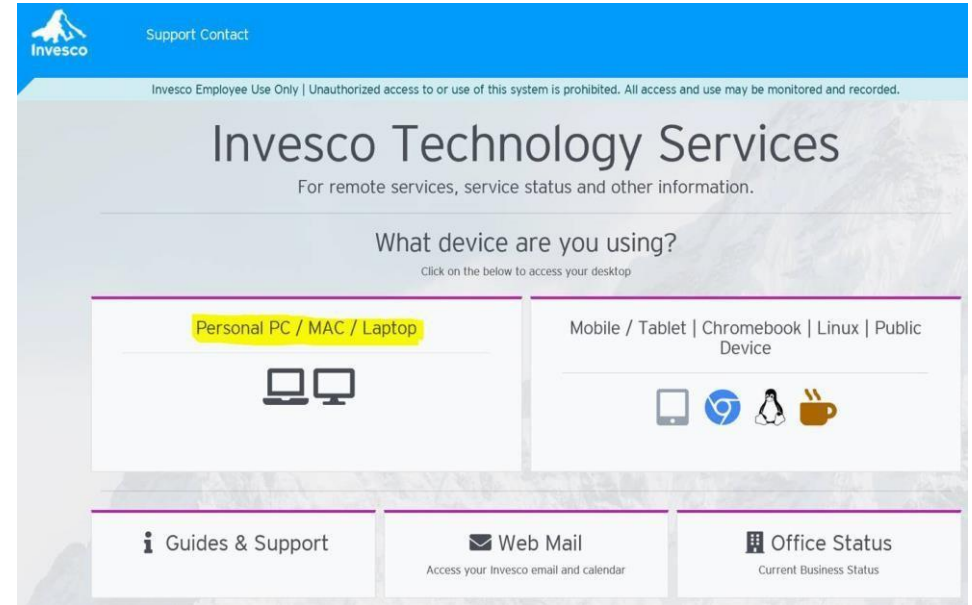 Invesco
Support Contact
Invesco Employee Use Only | Unauthorized access to or use of this system is prohibited. All access and use may be monitored and recorded.
Invesco Technology Services
For remote services, service status and other information.
What device are you using?
Click on the below to access your desktop
Personal PC / MAC / Laptop
Mobile / Tablet | Chromebook | Linux | Public
Device
Guides & Support
Web Mail
Access your Invesco email and calendar
Office Status
Current Business Status